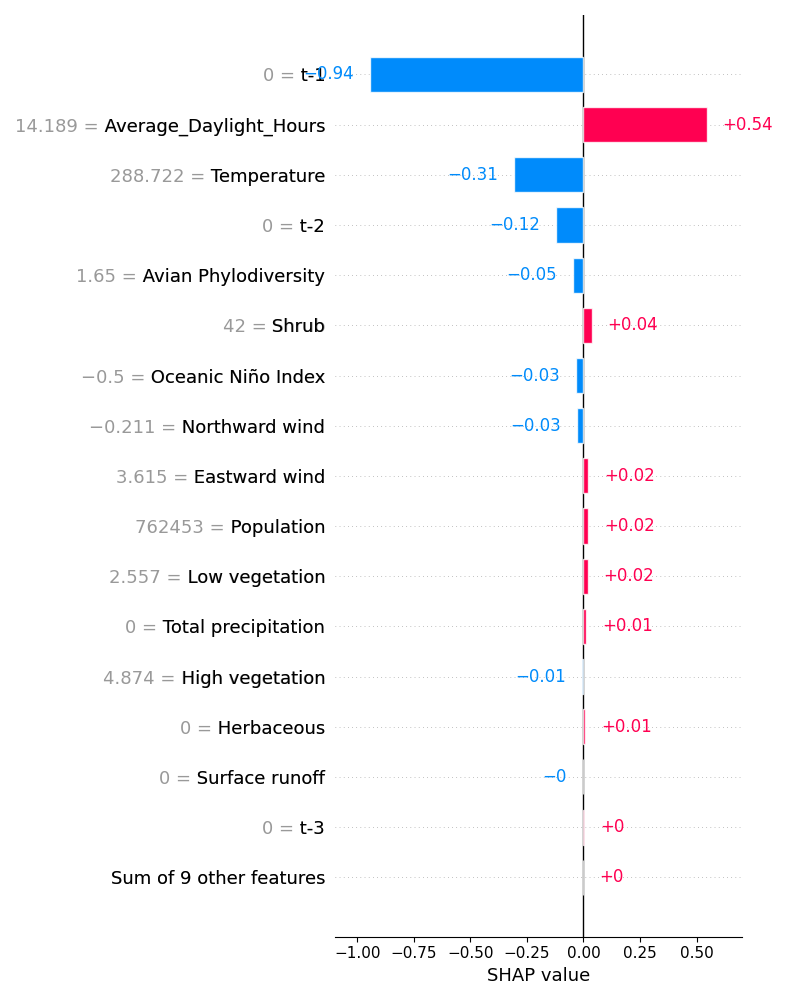 0 = t-1 −0.94
14.189 = Average_Daylight_Hours +0.54
288.722 = Temperature −0.31
0 = t-2 −0.12
1.65 = Avian Phylodiversity −0.05
42 = Shrub +0.04
−0.5 = Oceanic Niño Index −0.03
−0.211 = Northward wind −0.03
3.615 = Eastward wind +0.02
762453 = Population +0.02
2.557 = Low vegetation +0.02
0 = Total precipitation +0.01
4.874 = High vegetation −0.01
0 = Herbaceous +0.01
0 = Surface runoff −0
0 = t-3 +0
Sum of 9 other features +0
−1.00 −0.75 −0.50 −0.25 0.00 0.25 0.50
SHAP value